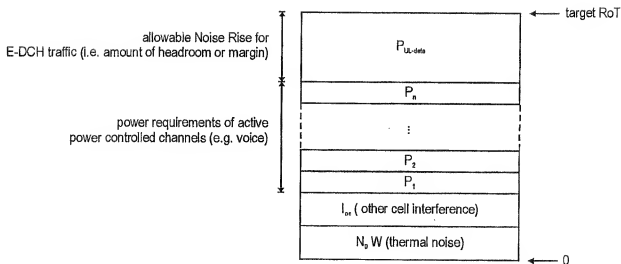 allowable Noise Rise for
E-DCH traffic (i.e. amount of headroom or margin)
target RoT
P_UL-data
P_n
power requirements of active
power controlled channels (e.g. voice)
⋮
P_2
P_1
I_oc ( other cell interference)
N_0 W (thermal noise)
0